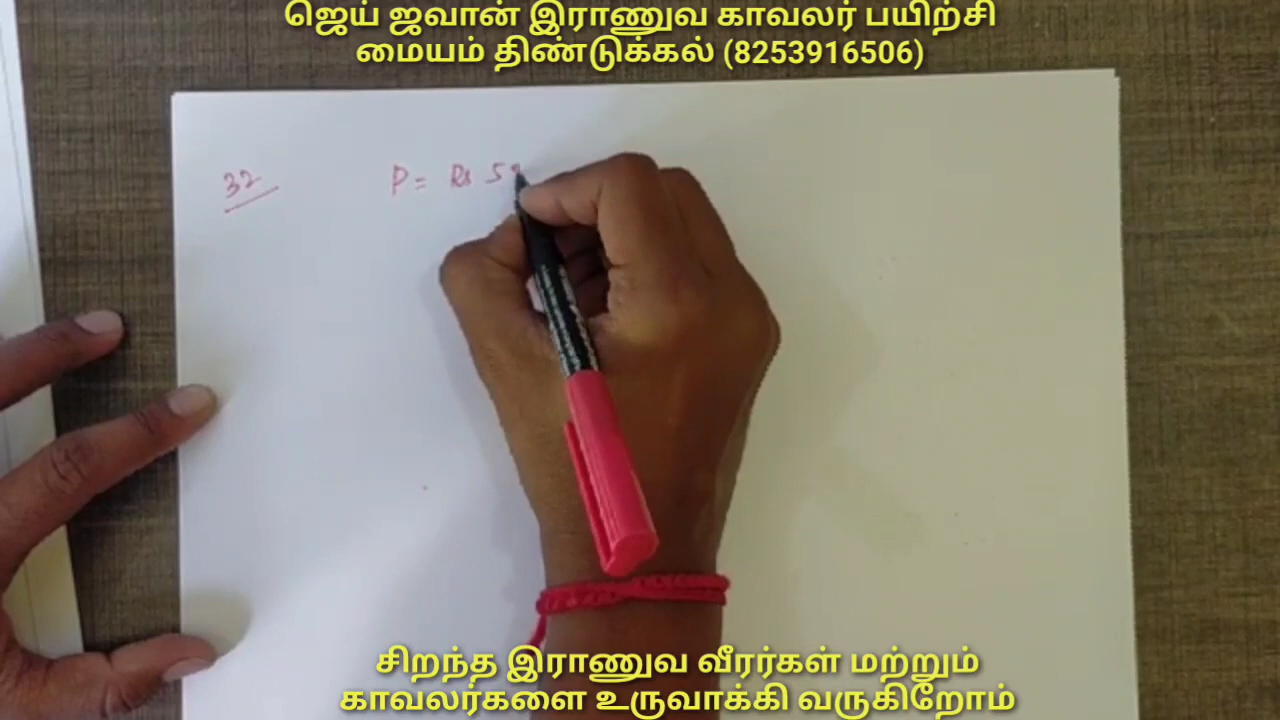 ஜெய் ஜவான் இராணுவ காவலர் பயிற்சி
மையம் திண்டுக்கல் (8253916506)
32 P = Rs 5
சிறந்த இராணுவ வீரர்கள் மற்றும்
காவலர்களை உருவாக்கி வருகிறோம்